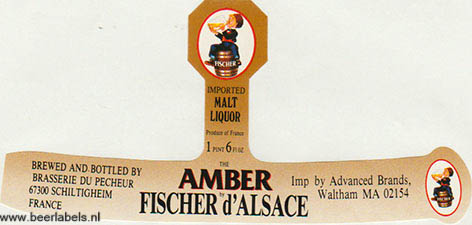 FISCHER
IMPORTED
MALT
LIQUOR
Produce of France
1 PINT 6 Fl OZ
THE
AMBER
by
FISCHER d'ALSACE
BREWED AND BOTTLED BY
BRASSERIE DU PECHEUR
67300 SCHILTIGHEIM
FRANCE
Imp by Advanced Brands,
Waltham MA 02154
www.beerlabels.nl